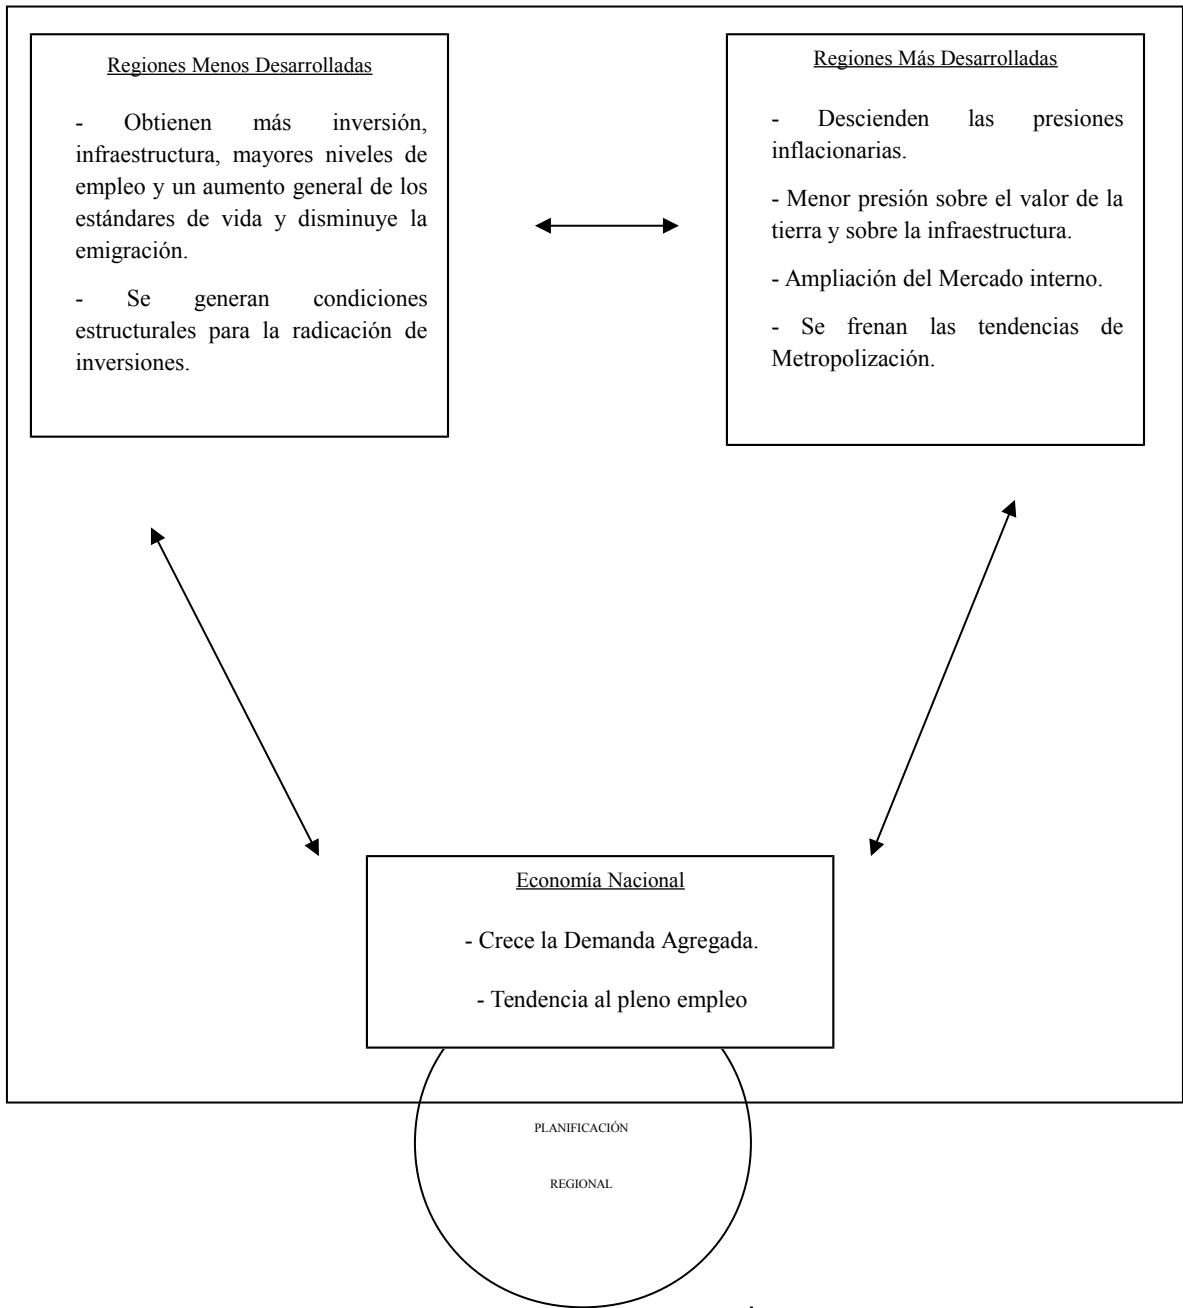 Regiones Menos Desarrolladas
- Obtienen más inversión,
infraestructura, mayores niveles de
empleo y un aumento general de los
estándares de vida y disminuye la
emigración.
- Se generan condiciones
estructurales para la radicación de
inversiones.
Regiones Más Desarrolladas
- Descienden las presiones
inflacionarias.
- Menor presión sobre el valor de la
tierra y sobre la infraestructura.
- Ampliación del Mercado interno.
- Se frenan las tendencias de
Metropolización.
Economía Nacional
- Crece la Demanda Agregada.
- Tendencia al pleno empleo
PLANIFICACIÓN
REGIONAL